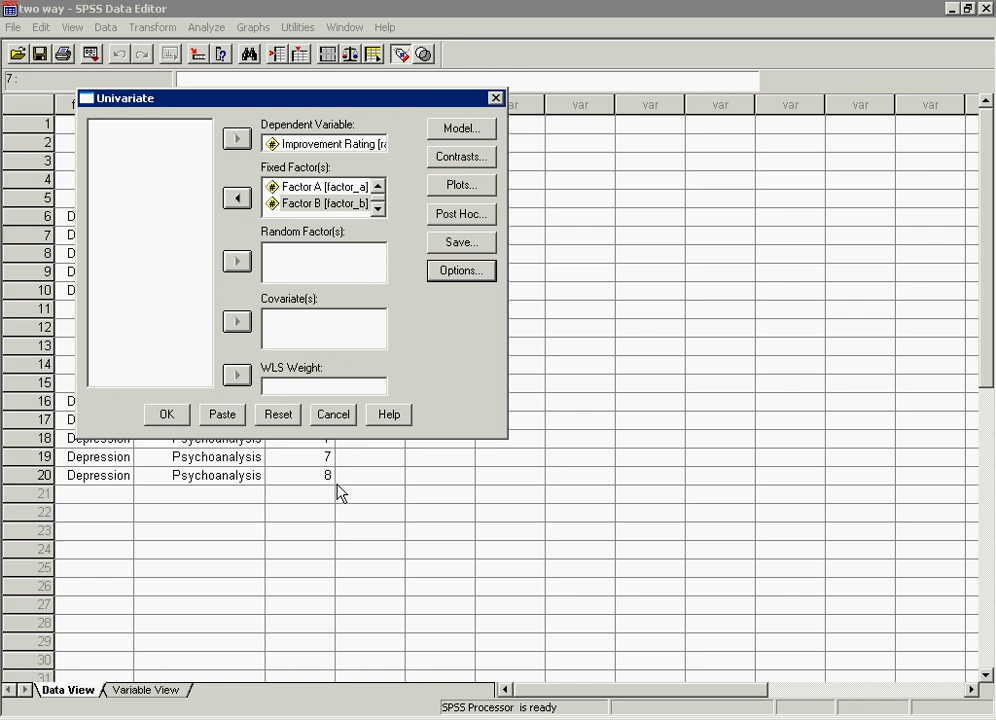 two way - SPSS Data Editor
File Edit View Data Transform Analyze Graphs Utilities Window Help
7 :
Univariate
var var var var var var
1
2
3
4
5
6 D
7 D
8 D
9 D
10 D
11
12
13
14
15
16 D
17 D
18 Depression Psychoanalysis
19 Depression Psychoanalysis 7
20 Depression Psychoanalysis 8
21
22
23
24
25
26
27
28
29
30
31
Dependent Variable:
Improvement Rating [ra
Fixed Factor(s):
Factor A [factor_a]
Factor B [factor_b]
Random Factor(s):
Covariate(s):
WLS Weight:
Model...
Contrasts...
Plots...
Post Hoc...
Save...
Options...
OK Paste Reset Cancel Help
Data View Variable View
SPSS Processor is ready